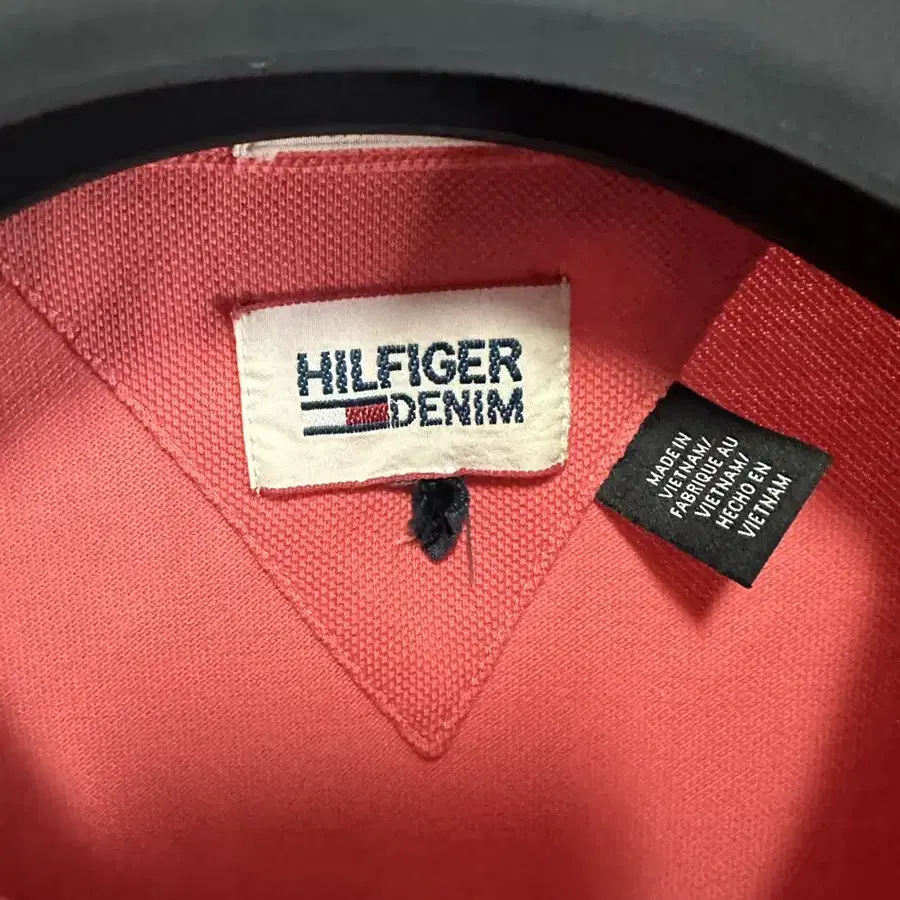 HILFIGER
DENIM
MADE IN
VIETNAM/
FABRIQUE AU
VIETNAM/
HECHO EN
VIETNAM